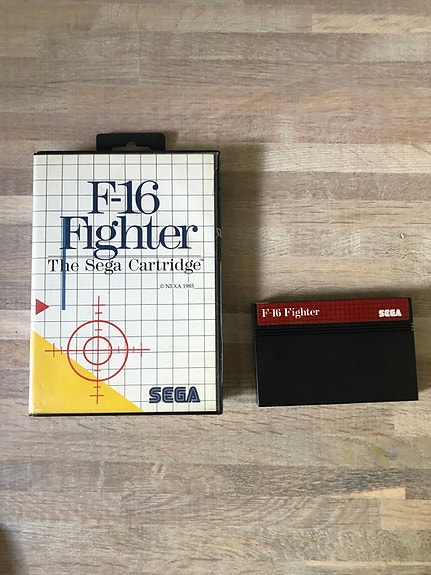 F-16
Fighter
The Sega Cartridge™
© NEXA 1985
SEGA
F-16 Fighter
SEGA